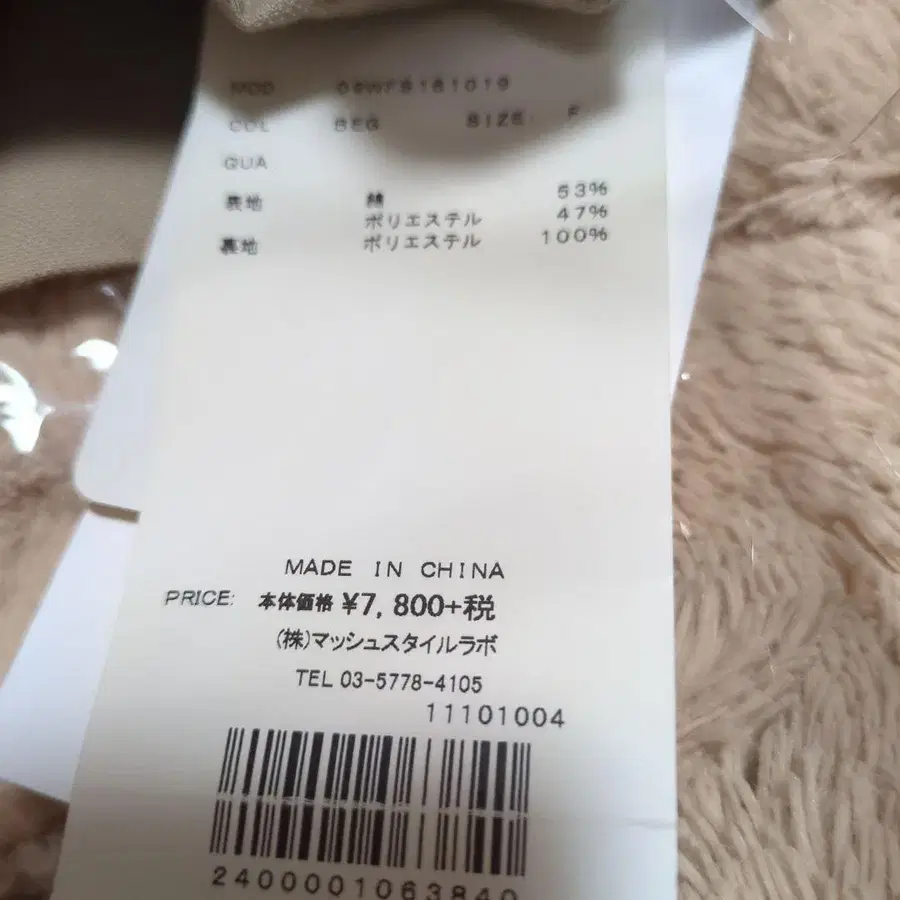 MOD 09WFB181019
COL BEG SIZE: F
QUA
表地 綿 53%
ポリエステル 47%
裏地 ポリエステル 100%
MADE IN CHINA
PRICE: 本体価格 ¥7,800+税
(株)マッシュスタイルラボ
TEL 03-5778-4105
11101004
2400001063840